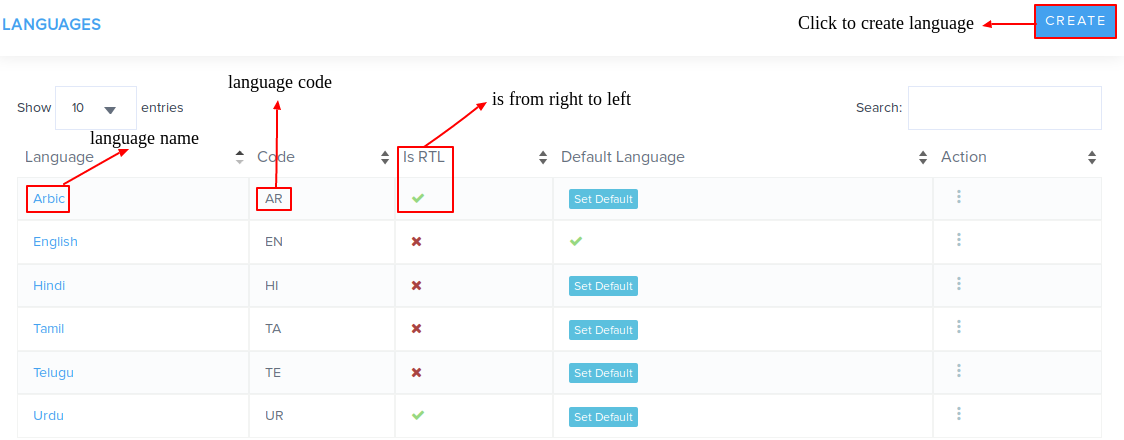 LANGUAGES
Click to create language
CREATE
language code
Show 10 entries
is from right to left
Search:
language name
Language Code Is RTL Default Language Action
Arbic AR Set Default
English EN
Hindi HI Set Default
Tamil TA Set Default
Telugu TE Set Default
Urdu UR Set Default